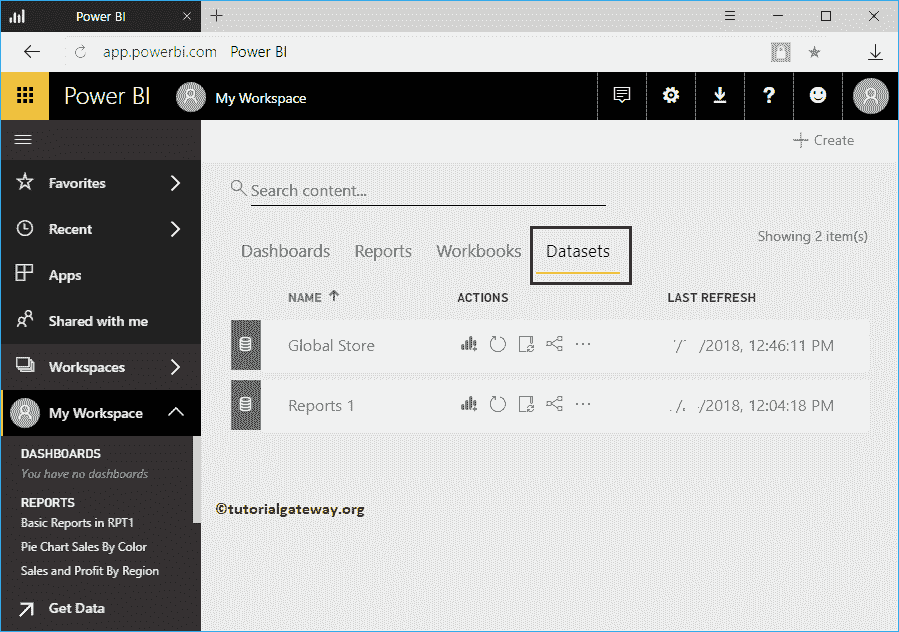 Power BI
app.powerbi.com Power BI
Power BI My Workspace ?
Create
Favorites
Recent
Apps
Shared with me
Workspaces
My Workspace
DASHBOARDS
You have no dashboards
REPORTS
Basic Reports in RPT1
Pie Chart Sales By Color
Sales and Profit By Region
Get Data
Search content...
Showing 2 item(s)
Dashboards Reports Workbooks Datasets
NAME ACTIONS LAST REFRESH
Global Store /2018, 12:46:11 PM
Reports 1 /2018, 12:04:18 PM
©tutorialgateway.org